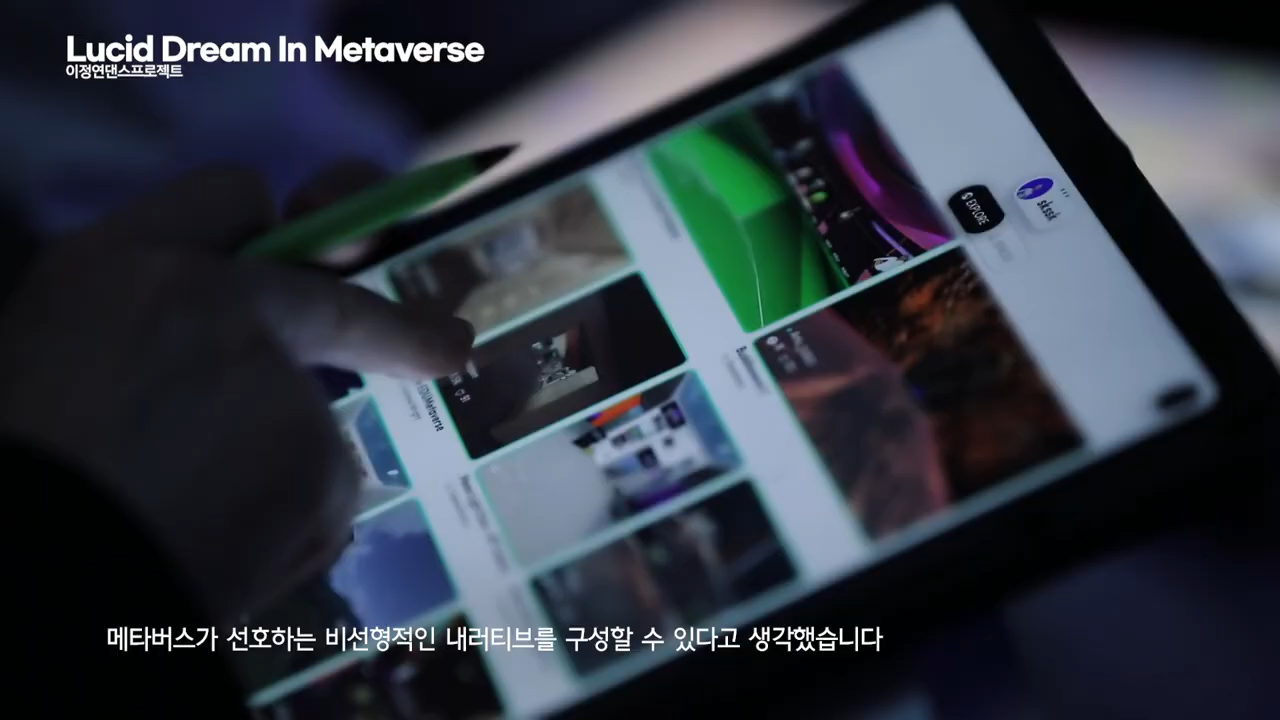 Lucid Dream In Metaverse
이정연댄스프로젝트
EXPLORE
skssk
메타버스가 선호하는 비선형적인 내러티브를 구성할 수 있다고 생각했습니다